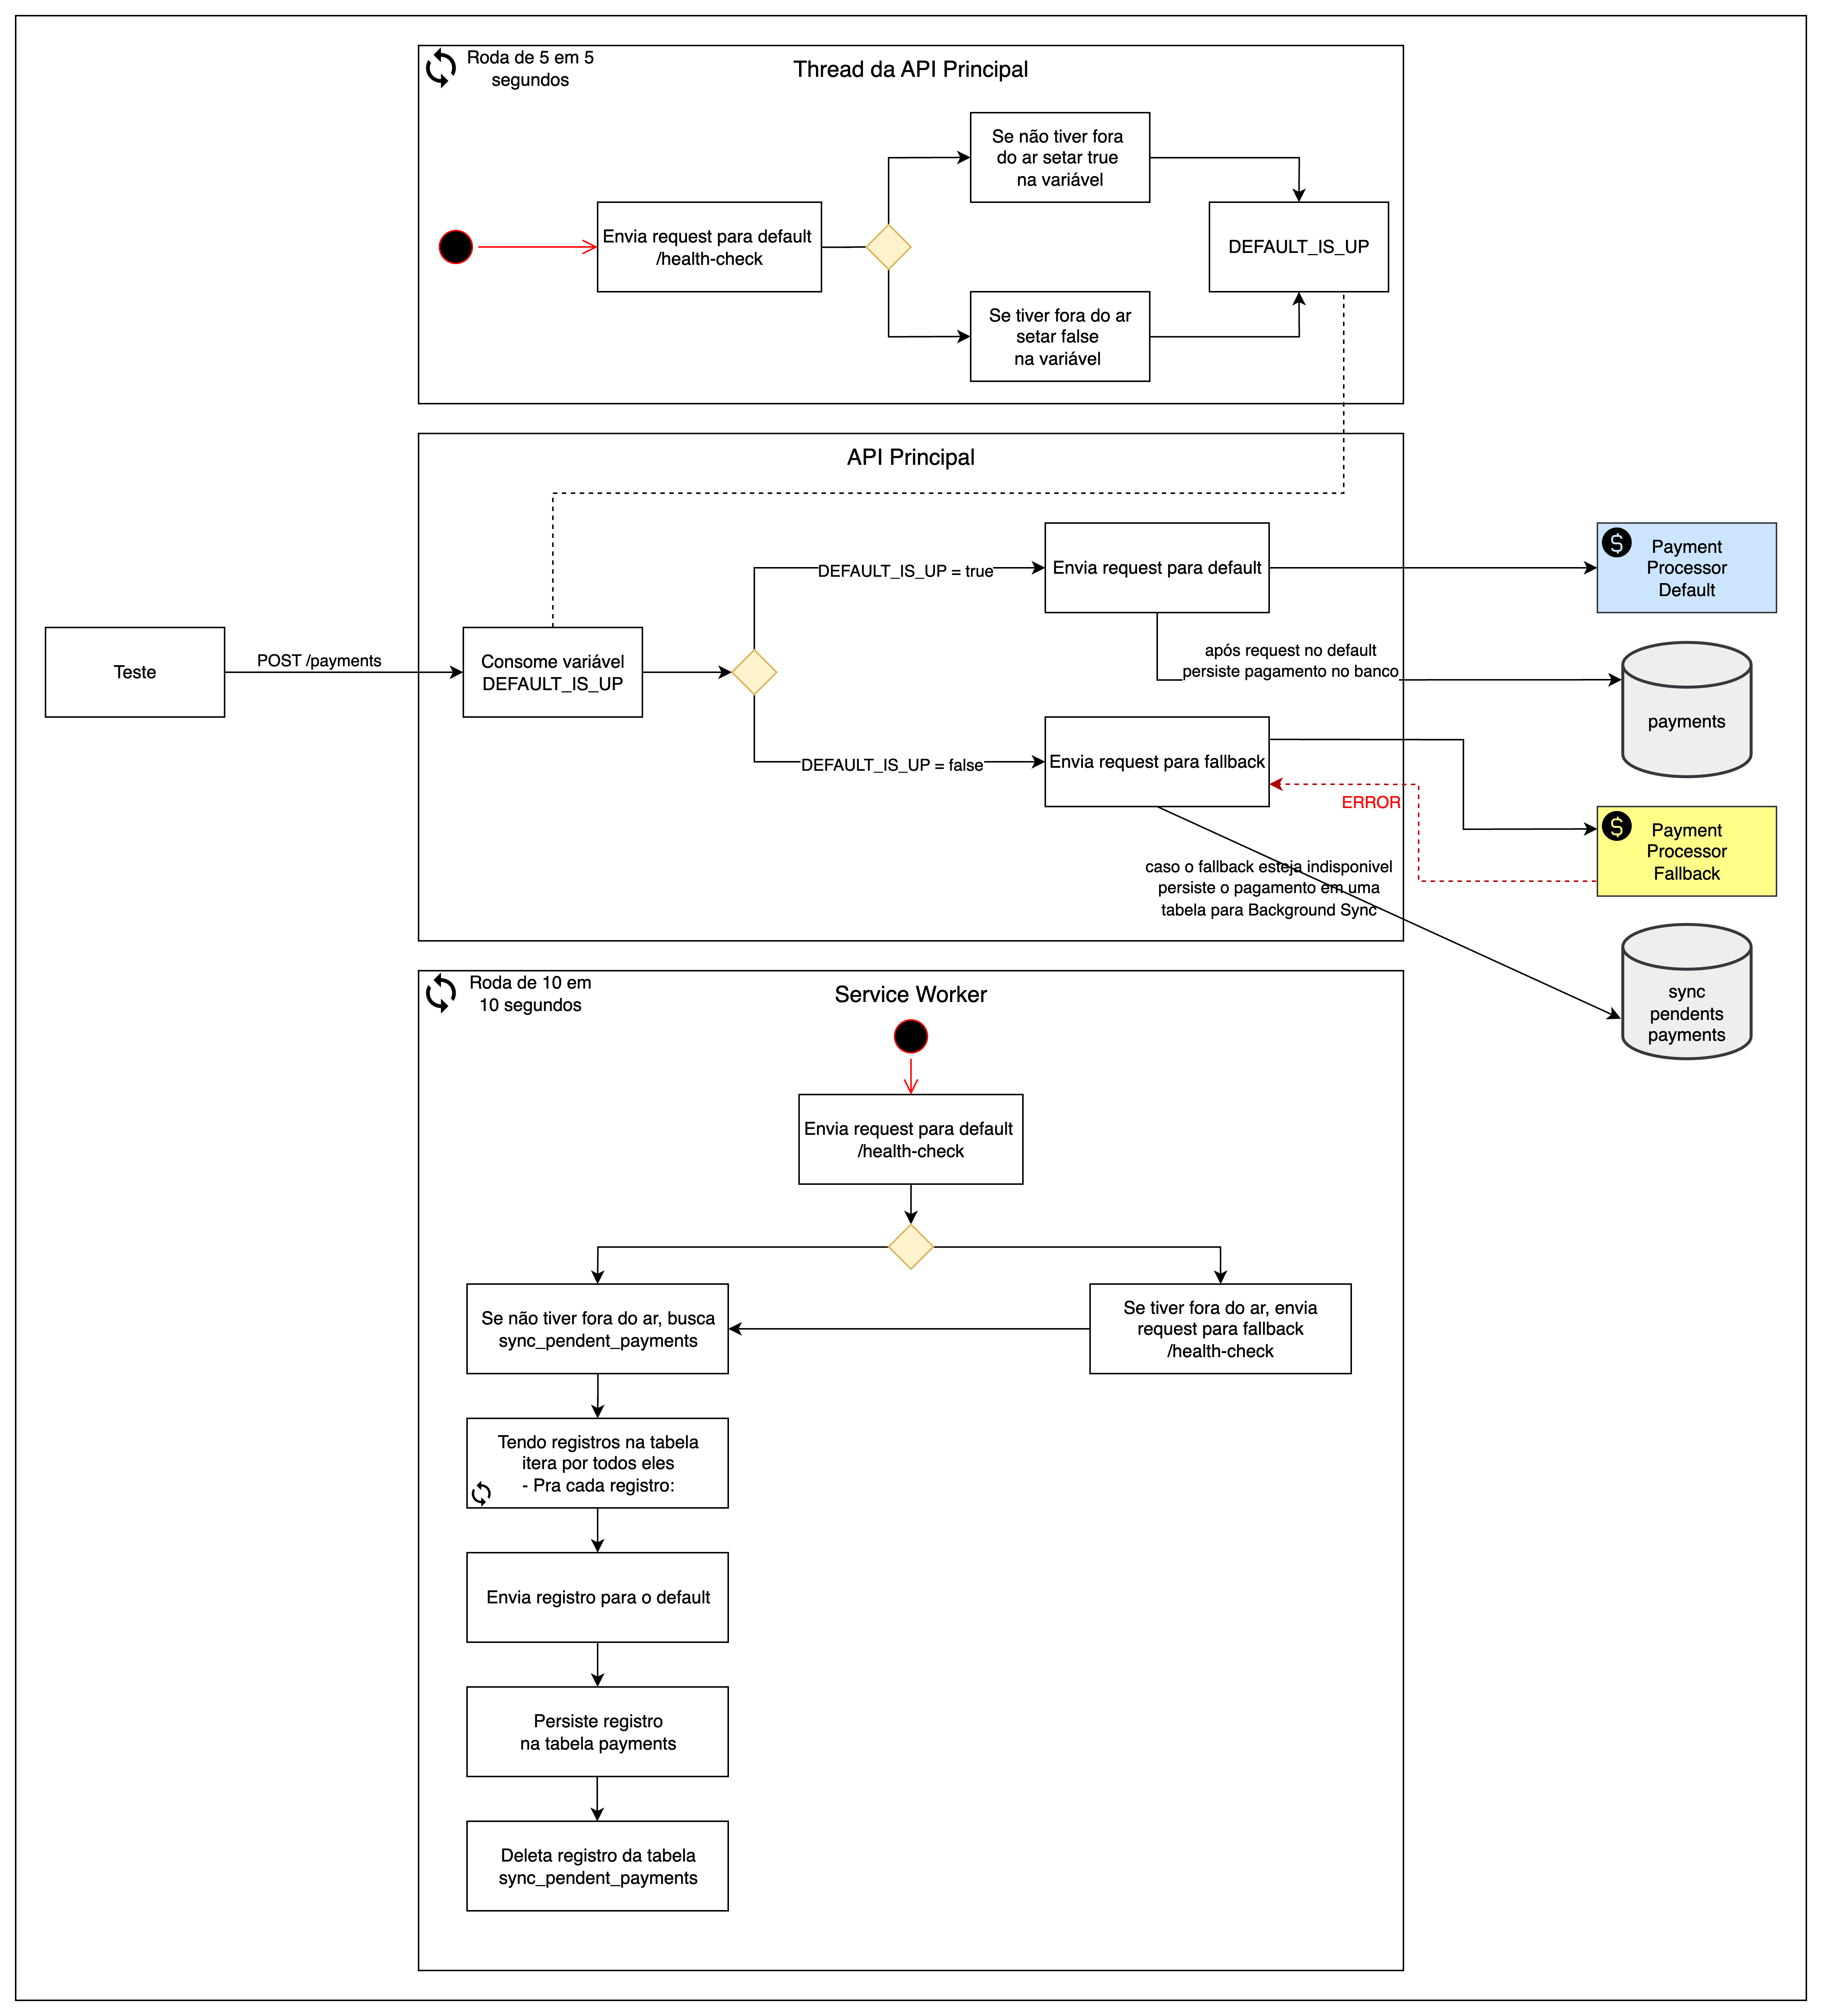 Roda de 5 em 5
segundos
Thread da API Principal
Se não tiver fora
do ar setar true
na variável
Envia request para default
/health-check
DEFAULT_IS_UP
Se tiver fora do ar
setar false
na variável
API Principal
DEFAULT_IS_UP = true
Envia request para default
Payment
Processor
Default
Teste
POST /payments
Consome variável
DEFAULT_IS_UP
após request no default
persiste pagamento no banco
payments
DEFAULT_IS_UP = false
Envia request para fallback
ERROR
Payment
Processor
Fallback
caso o fallback esteja indisponivel
persiste o pagamento em uma
tabela para Background Sync
sync
pendents
payments
Roda de 10 em
10 segundos
Service Worker
Envia request para default
/health-check
Se não tiver fora do ar, busca
sync_pendent_payments
Se tiver fora do ar, envia
request para fallback
/health-check
Tendo registros na tabela
itera por todos eles
- Pra cada registro:
Envia registro para o default
Persiste registro
na tabela payments
Deleta registro da tabela
sync_pendent_payments